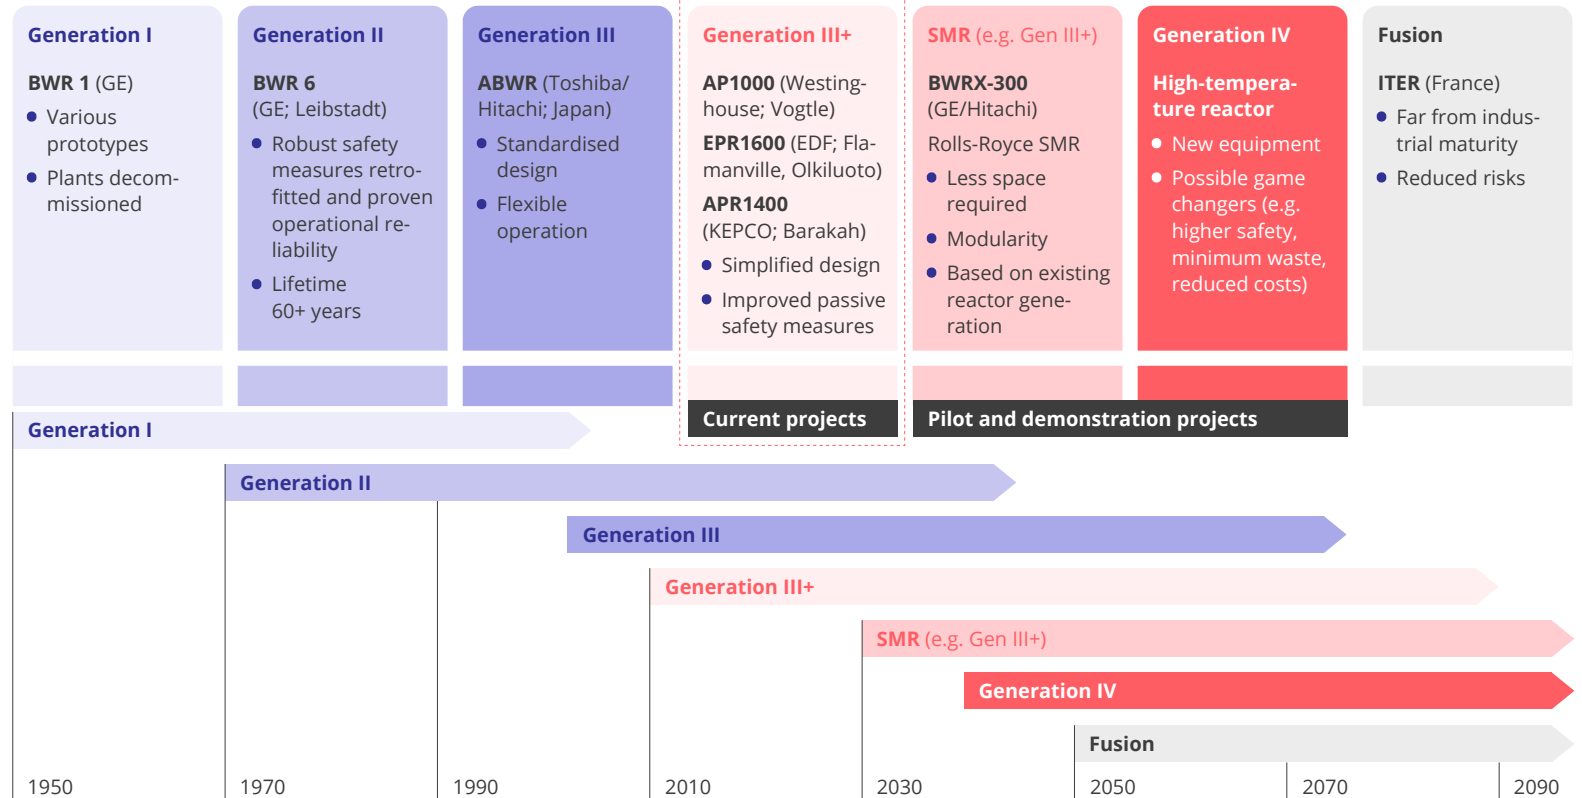 Generation I
BWR 1 (GE)
• Various
prototypes
• Plants decom-
missioned
Generation II
BWR 6
(GE; Leibstadt)
• Robust safety
measures retro-
fitted and proven
operational re-
liability
• Lifetime
60+ years
Generation III
ABWR (Toshiba/
Hitachi; Japan)
• Standardised
design
• Flexible
operation
Generation III+
AP1000 (Westing-
house; Vogtle)
EPR1600 (EDF; Fla-
manville, Olkiluoto)
APR1400
(KEPCO; Barakah)
• Simplified design
• Improved passive
safety measures
SMR (e.g. Gen III+)
BWRX-300
(GE/Hitachi)
Rolls-Royce SMR
• Less space
required
• Modularity
• Based on existing
reactor gene-
ration
Generation IV
High-tempera-
ture reactor
• New equipment
• Possible game
changers (e.g.
higher safety,
minimum waste,
reduced costs)
Fusion
ITER (France)
• Far from indus-
trial maturity
• Reduced risks
Current projects
Pilot and demonstration projects
Generation I
Generation II
Generation III
Generation III+
SMR (e.g. Gen III+)
Generation IV
Fusion
1950
1970
1990
2010
2030
2050
2070
2090